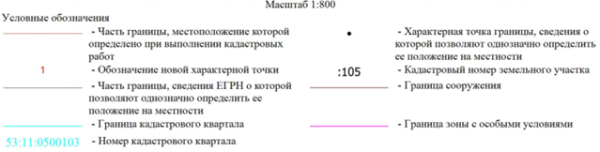 Масштаб 1:800
Условные обозначения
- Часть границы, местоположение которой
определено при выполнении кадастровых
работ
1
- Обозначение новой характерной точки
- Часть границы, сведения ЕГРН о которой
позволяют однозначно определить ее
положение на местности
- Граница кадастрового квартала
53:11:0500103
- Номер кадастрового квартала
- Характерная точка границы, сведения о
которой позволяют однозначно определить
ее положение на местности
:105
- Кадастровый номер земельного участка
- Граница сооружения
- Граница зоны с особыми условиями